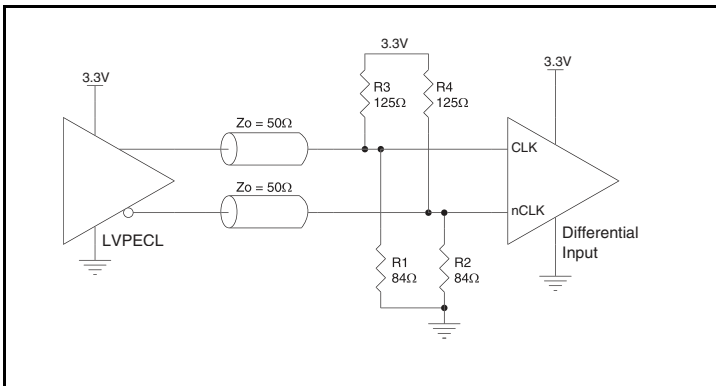 3.3V
3.3V
3.3V
R3
125Ω
R4
125Ω
Zo = 50Ω
CLK
Zo = 50Ω
nCLK
LVPECL
Differential
Input
R1
84Ω
R2
84Ω